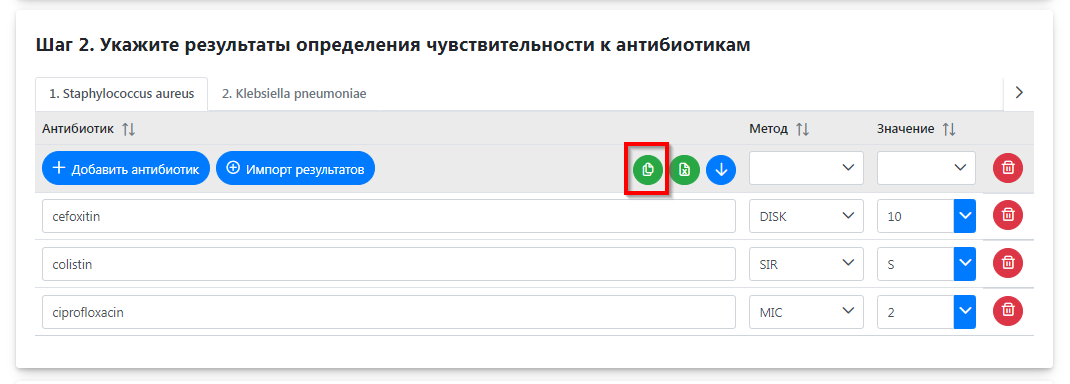 Шаг 2. Укажите результаты определения чувствительности к антибиотикам
1. Staphylococcus aureus 2. Klebsiella pneumoniae
Антибиотик Метод Значение
Добавить антибиотик Импорт результатов
cefoxitin DISK 10
colistin SIR S
ciprofloxacin MIC 2